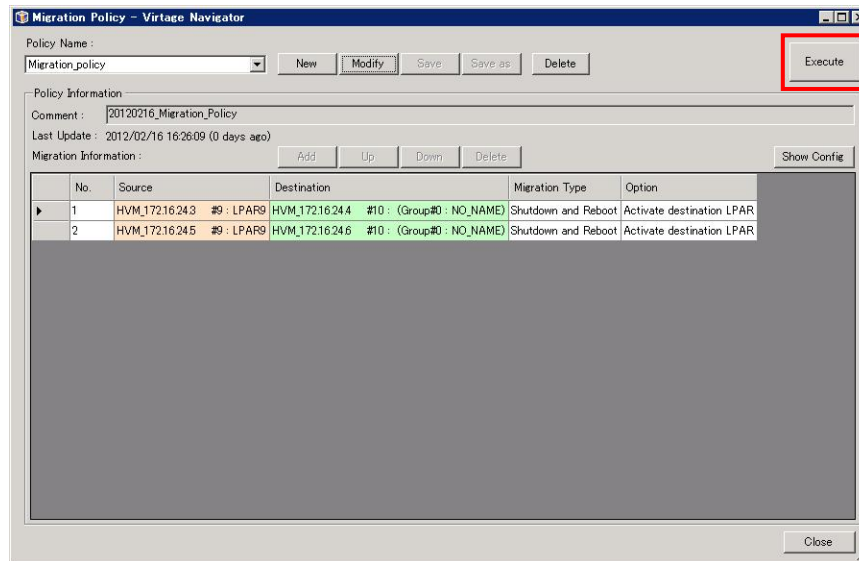 Migration Policy - Virtage Navigator
Policy Name :
Migration_policy New Modify Save Save as Delete Execute
Policy Information
Comment : 20120216_Migration_Policy
Last Update : 2012/02/16 16:26:09 (0 days ago)
Migration Information : Add Up Down Delete Show Config
No. Source Destination Migration Type Option
1 HVM_172.16.24.3 #9 : LPAR9 HVM_172.16.24.4 #10 : (Group#0 : NO_NAME) Shutdown and Reboot Activate destination LPAR
2 HVM_172.16.24.5 #9 : LPAR9 HVM_172.16.24.6 #10 : (Group#0 : NO_NAME) Shutdown and Reboot Activate destination LPAR
Close